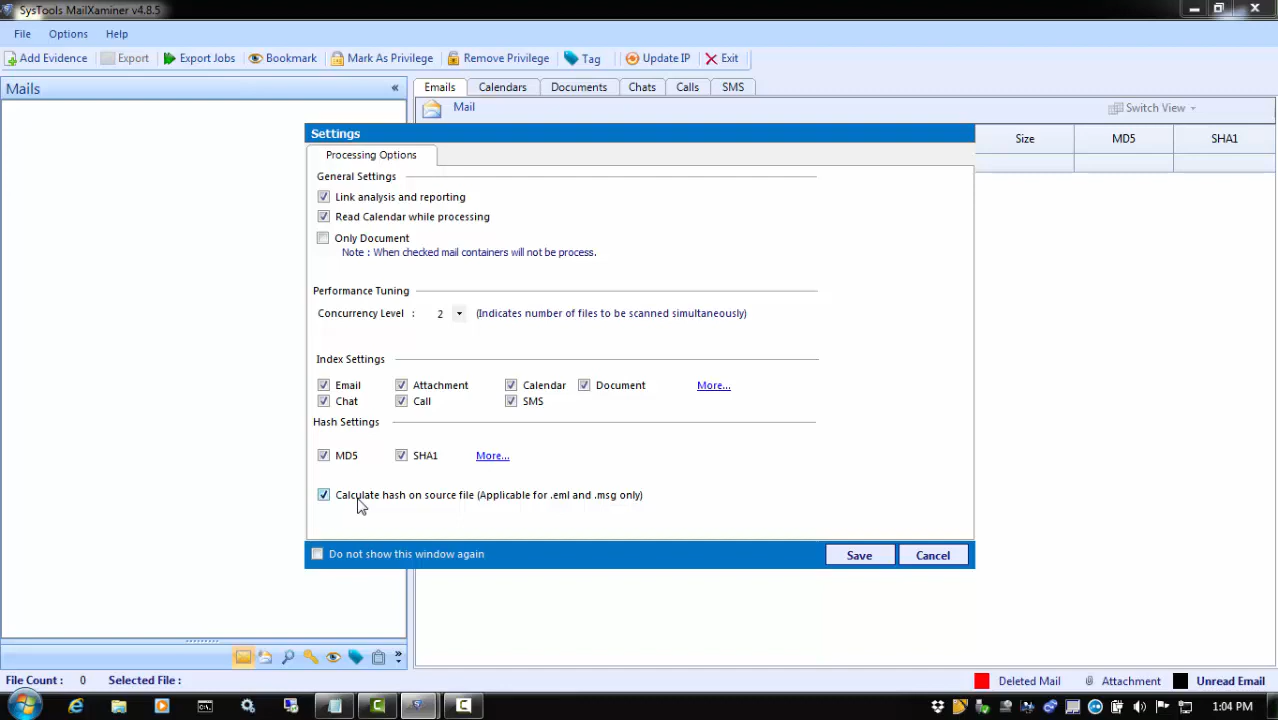 SysTools MailXaminer v4.8.5
File Options Help
Add Evidence Export Export Jobs Bookmark Mark As Privilege Remove Privilege Tag Update IP Exit
Mails «
Emails Calendars Documents Chats Calls SMS
Mail Switch View
Size MD5 SHA1
Settings
Processing Options
General Settings
Link analysis and reporting
Read Calendar while processing
Only Document
Note : When checked mail containers will not be process.
Performance Tuning
Concurrency Level : 2 (Indicates number of files to be scanned simultaneously)
Index Settings
Email Attachment Calendar Document More...
Chat Call SMS
Hash Settings
MD5 SHA1 More...
Calculate hash on source file (Applicable for .eml and .msg only)
Do not show this window again Save Cancel
File Count : 0 Selected File : Deleted Mail Attachment Unread Email
1:04 PM